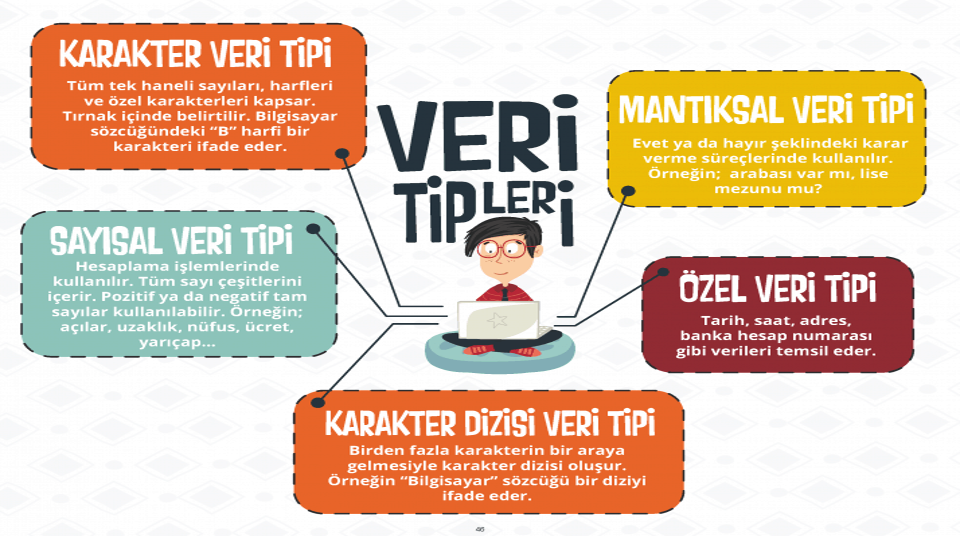 VERİ
TİPLERİ
KARAKTER VERİ TİPİ
Tüm tek haneli sayıları, harfleri
ve özel karakterleri kapsar.
Tırnak içinde belirtilir. Bilgisayar
sözcüğündeki “B” harfi bir
karakteri ifade eder.
MANTIKSAL VERİ TİPİ
Evet ya da hayır şeklindeki karar
verme süreçlerinde kullanılır.
Örneğin; arabası var mı, lise
mezunu mu?
SAYISAL VERİ TİPİ
Hesaplama işlemlerinde
kullanılır. Tüm sayı çeşitlerini
içerir. Pozitif ya da negatif tam
sayılar kullanılabilir. Örneğin;
açılar, uzaklık, nüfus, ücret,
yarıçap...
ÖZEL VERİ TİPİ
Tarih, saat, adres,
banka hesap numarası
gibi verileri temsil eder.
KARAKTER DİZİSİ VERİ TİPİ
Birden fazla karakterin bir araya
gelmesiyle karakter dizisi oluşur.
Örneğin “Bilgisayar” sözcüğü bir diziyi
ifade eder.
46